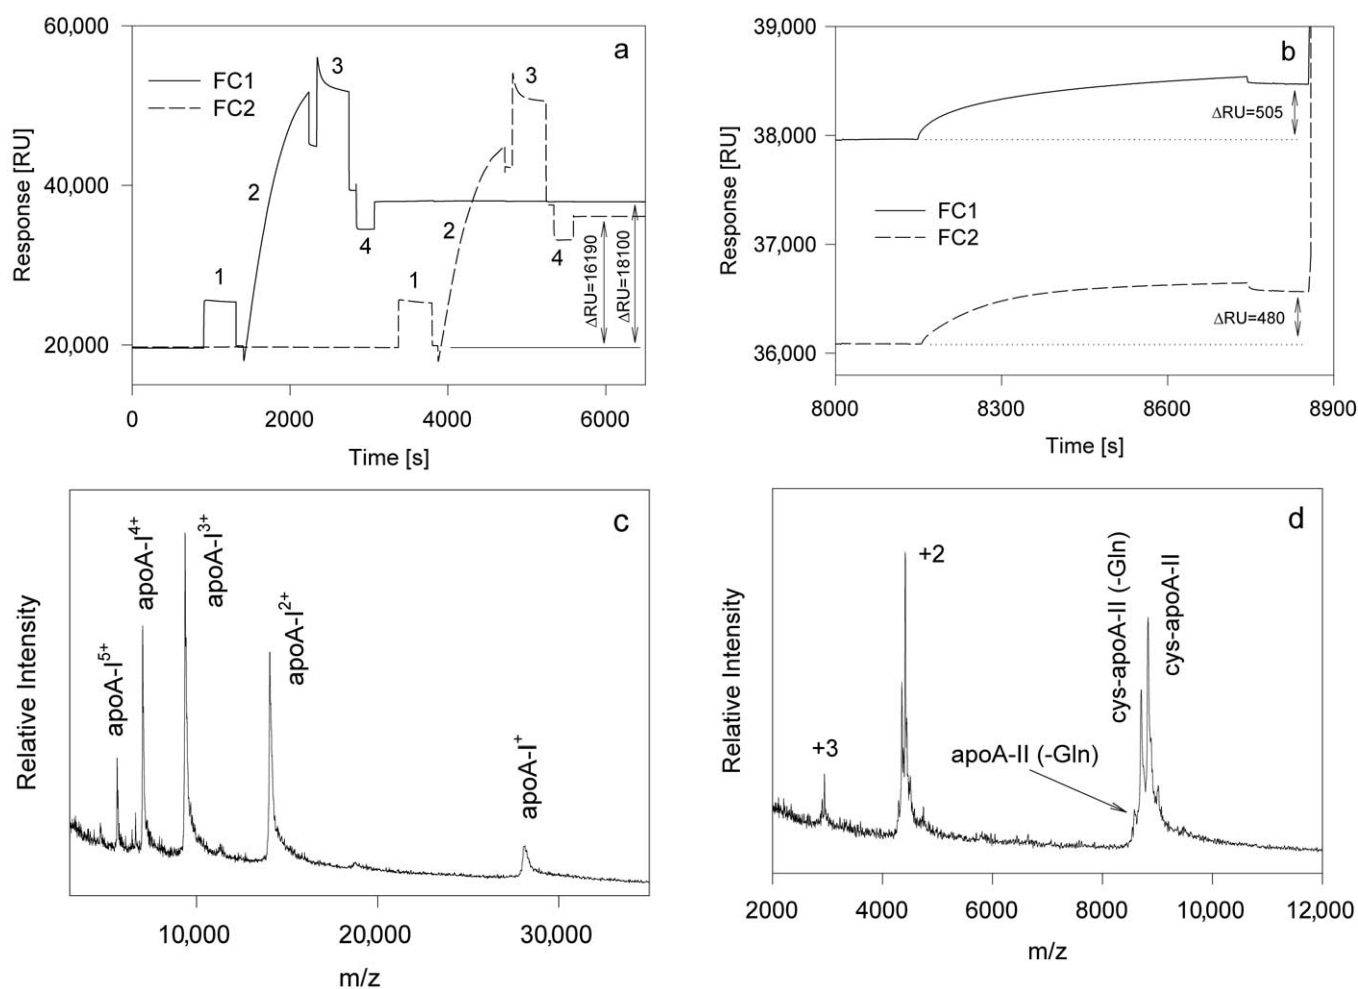 a
60,000
40,000
20,000
Response [RU]
FC1
FC2
1
2
3
4
1
2
3
4
ΔRU=16190
ΔRU=18100
0
2000
4000
6000
Time [s]
b
39,000
38,000
37,000
36,000
Response [RU]
ΔRU=505
FC1
FC2
ΔRU=480
8000
8300
8600
8900
Time [s]
c
Relative Intensity
apoA-I5+
apoA-I4+
apoA-I3+
apoA-I2+
apoA-I+
10,000
20,000
30,000
m/z
d
Relative Intensity
+3
+2
apoA-II (-Gln)
cys-apoA-II (-Gln)
cys-apoA-II
2000
4000
6000
8000
10,000
12,000
m/z